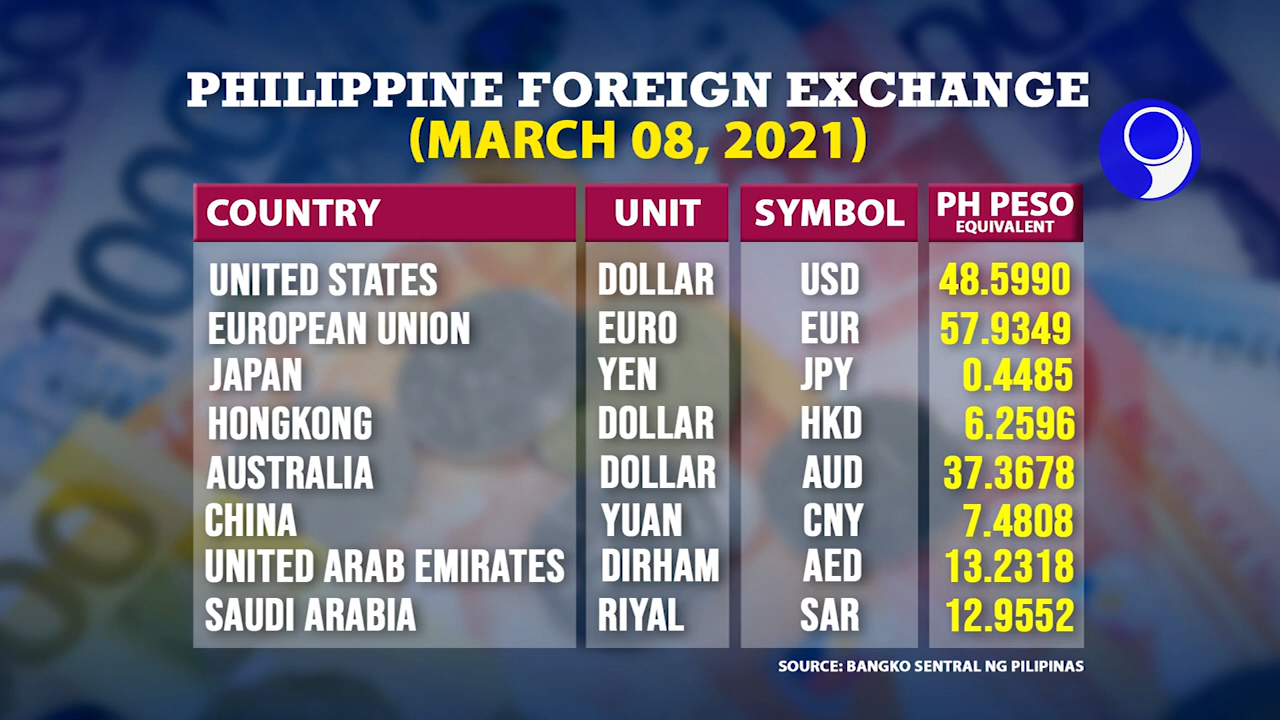 PHILIPPINE FOREIGN EXCHANGE
(MARCH 08, 2021)
COUNTRY UNIT SYMBOL PH PESO EQUIVALENT
UNITED STATES DOLLAR USD 48.5990
EUROPEAN UNION EURO EUR 57.9349
JAPAN YEN JPY 0.4485
HONGKONG DOLLAR HKD 6.2596
AUSTRALIA DOLLAR AUD 37.3678
CHINA YUAN CNY 7.4808
UNITED ARAB EMIRATES DIRHAM AED 13.2318
SAUDI ARABIA RIYAL SAR 12.9552
SOURCE: BANGKO SENTRAL NG PILIPINAS